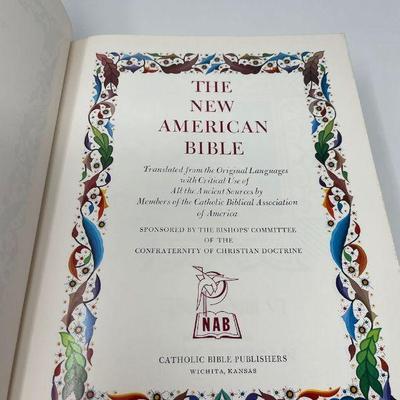 THE
NEW
AMERICAN
BIBLE
Translated from the Original Languages
with Critical Use of
All the Ancient Sources by
Members of the Catholic Biblical Association
of America
SPONSORED BY THE BISHOPS' COMMITTEE
OF THE
CONFRATERNITY OF CHRISTIAN DOCTRINE
NAB
CATHOLIC BIBLE PUBLISHERS
WICHITA, KANSAS